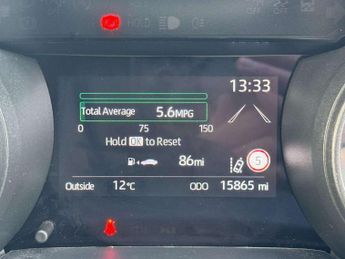 HOLD
13:33
Total Average 5.6MPG
0 75 150
Hold OK to Reset
86mi 5
Outside 12°C ODO 15865 mi